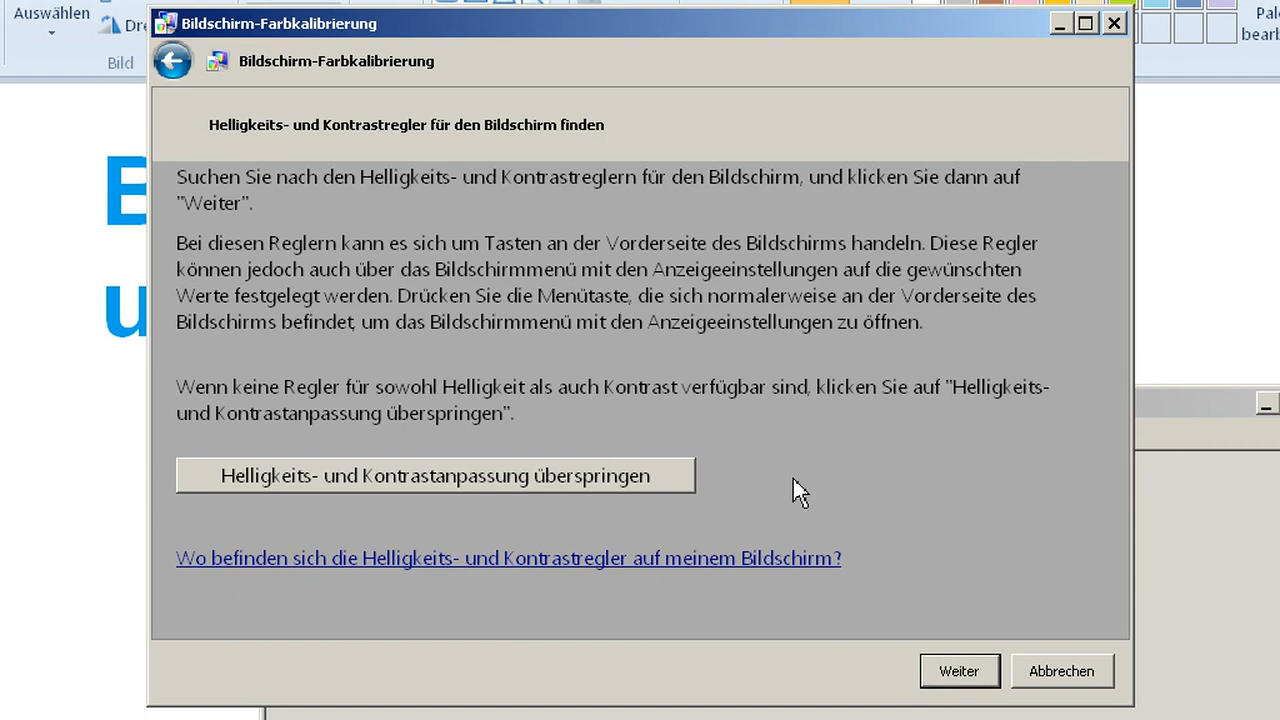 Auswählen
Bild
Bildschirm-Farbkalibrierung
Bildschirm-Farbkalibrierung
Helligkeits- und Kontrastregler für den Bildschirm finden
Suchen Sie nach den Helligkeits- und Kontrastreglern für den Bildschirm, und klicken Sie dann auf
"Weiter".
Bei diesen Reglern kann es sich um Tasten an der Vorderseite des Bildschirms handeln. Diese Regler
können jedoch auch über das Bildschirmmenü mit den Anzeigeeinstellungen auf die gewünschten
Werte festgelegt werden. Drücken Sie die Menütaste, die sich normalerweise an der Vorderseite des
Bildschirms befindet, um das Bildschirmmenü mit den Anzeigeeinstellungen zu öffnen.
Wenn keine Regler für sowohl Helligkeit als auch Kontrast verfügbar sind, klicken Sie auf "Helligkeits-
und Kontrastanpassung überspringen".
Helligkeits- und Kontrastanpassung überspringen
Wo befinden sich die Helligkeits- und Kontrastregler auf meinem Bildschirm?
Weiter
Abbrechen